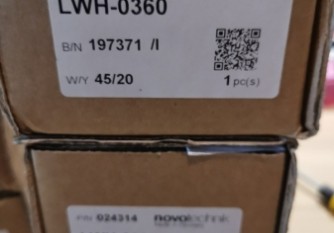 LWH-0360
B/N 197371 /I
W/Y 45/20
1 pc(s)
P/N 024314 novotechnik